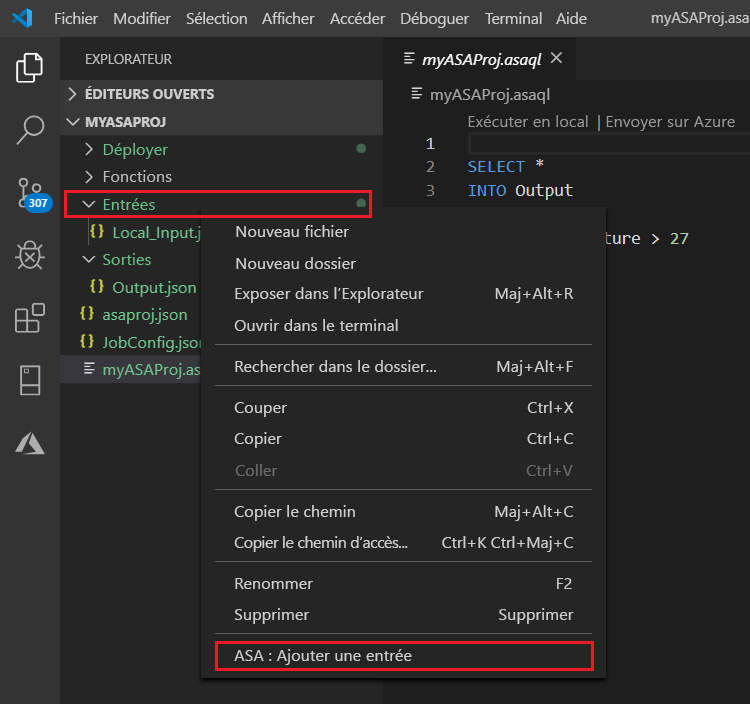 Fichier Modifier Sélection Afficher Accéder Déboguer Terminal Aide myASAProj.asa
EXPLORATEUR
ÉDITEURS OUVERTS
MYASAPROJ
Déployer
Fonctions
Entrées
{} Local_Input.j
Sorties
{} Output.json
{} asaproj.json
{} JobConfig.json
myASAProj.as
307
myASAProj.asaql
myASAProj.asaql
Exécuter en local | Envoyer sur Azure
1
2 SELECT *
3 INTO Output
ture > 27
Nouveau fichier
Nouveau dossier
Exposer dans l’Explorateur Maj+Alt+R
Ouvrir dans le terminal
Rechercher dans le dossier... Maj+Alt+F
Couper Ctrl+X
Copier Ctrl+C
Coller Ctrl+V
Copier le chemin Maj+Alt+C
Copier le chemin d’accès... Ctrl+K Ctrl+Maj+C
Renommer F2
Supprimer Supprimer
ASA : Ajouter une entrée